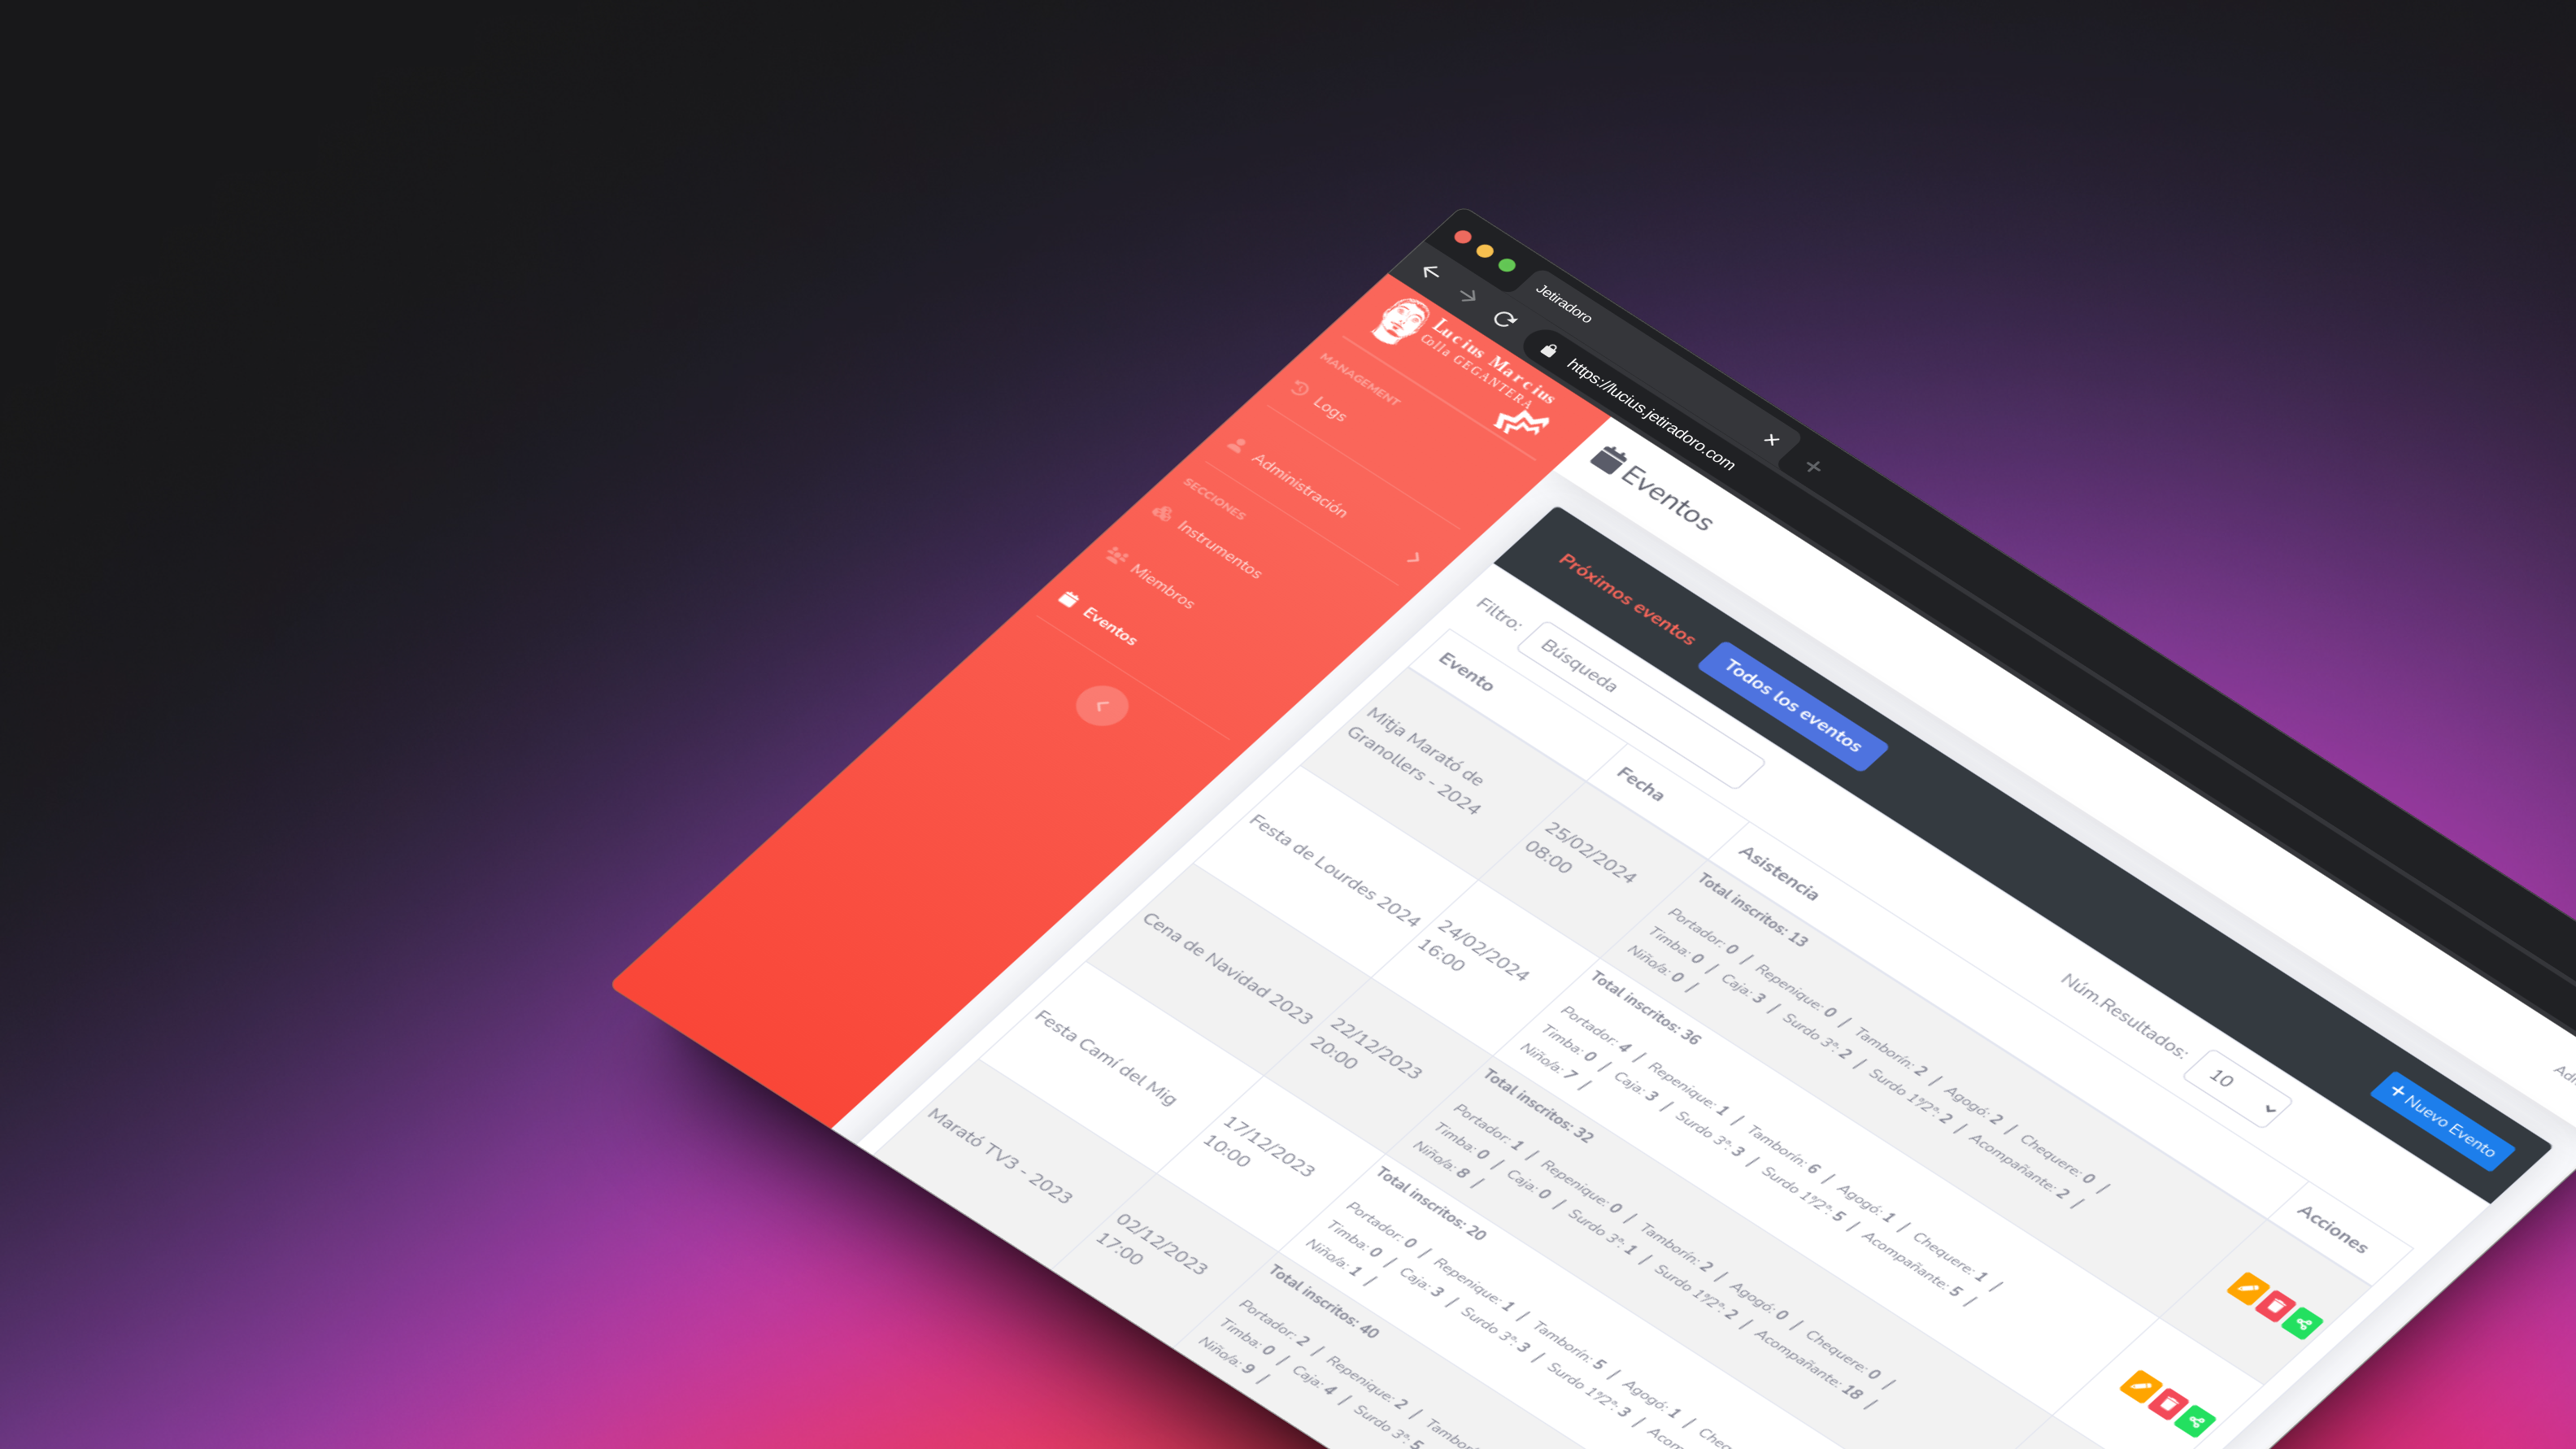 Jetiradoro
https://lucius.jetiradoro.com
Lucius Marcius
Colla GEGANTERA
MANAGEMENT
Logs
Administración
SECCIONES
Instrumentos
Miembros
Eventos
Eventos
Próximos eventos
Todos los eventos
Nuevo Evento
Filtro:
Búsqueda
Núm.Resultados:
10
Evento
Fecha
Asistencia
Acciones
Mitja Marató de
Granollers - 2024
25/02/2024
08:00
Total inscritos: 13
Portador: 0 | Repenique: 0 | Tamborín: 2 | Agogó: 2 | Chequere: 0 |
Timba: 0 | Caja: 3 | Surdo 3ª: 2 | Surdo 1ª/2ª: 2 | Acompañante: 2 |
Niño/a: 0 |
Festa de Lourdes 2024
24/02/2024
16:00
Total inscritos: 36
Portador: 4 | Repenique: 1 | Tamborín: 6 | Agogó: 1 | Chequere: 1 |
Timba: 0 | Caja: 3 | Surdo 3ª: 3 | Surdo 1ª/2ª: 5 | Acompañante: 5 |
Niño/a: 7 |
Cena de Navidad 2023
22/12/2023
20:00
Total inscritos: 32
Portador: 1 | Repenique: 0 | Tamborín: 2 | Agogó: 0 | Chequere: 0 |
Timba: 0 | Caja: 0 | Surdo 3ª: 1 | Surdo 1ª/2ª: 2 | Acompañante: 18 |
Niño/a: 8 |
Festa Camí del Mig
17/12/2023
10:00
Total inscritos: 20
Portador: 0 | Repenique: 1 | Tamborín: 5 | Agogó: 1 | Cheq
Timba: 0 | Caja: 3 | Surdo 3ª: 3 | Surdo 1ª/2ª: 3 | Acom
Niño/a: 1 |
Marató TV3 - 2023
02/12/2023
17:00
Total inscritos: 40
Portador: 2 | Repenique: 2 | Tambor
Timba: 0 | Caja: 4 | Surdo 3ª: 5
Niño/a: 9 |